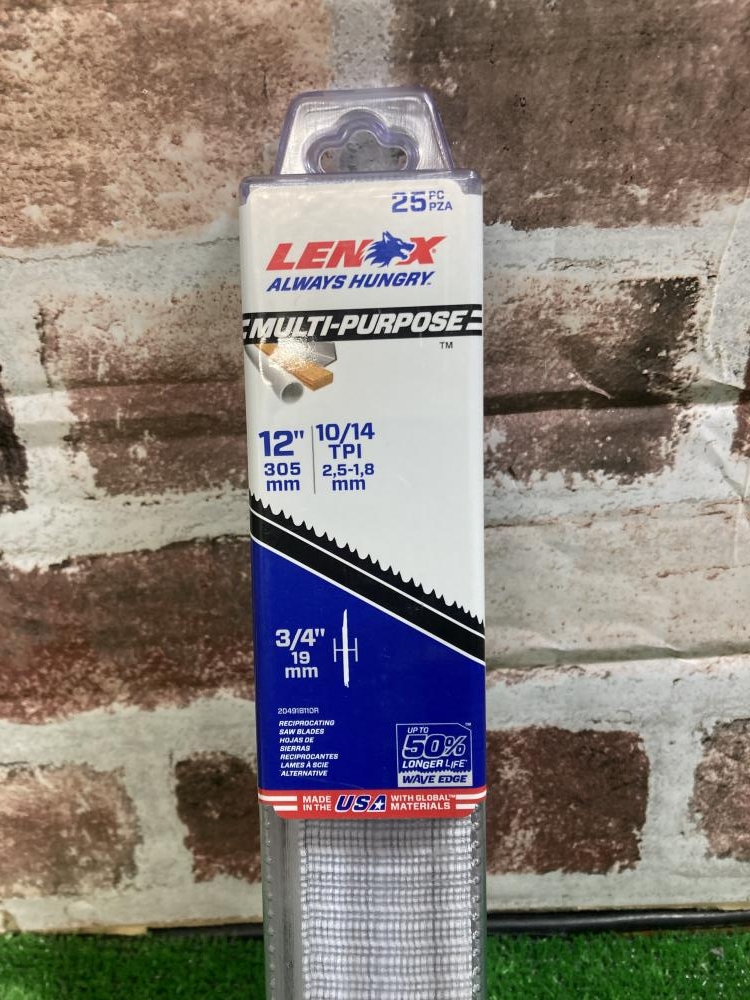 25 PC
PZA
LENOX
ALWAYS HUNGRY.
MULTI-PURPOSE
TM
12"
305
mm
10/14
TPI
2,5-1,8
mm
3/4"
19
mm
20491B110R
RECIPROCATING
SAW BLADES
HOJAS DE
SIERRAS
RECIPROCANTES
LAMES À SCIE
ALTERNATIVE
UP TO
50%
LONGER LIFE™
WAVE EDGE
MADE IN THE USA WITH GLOBAL MATERIALS